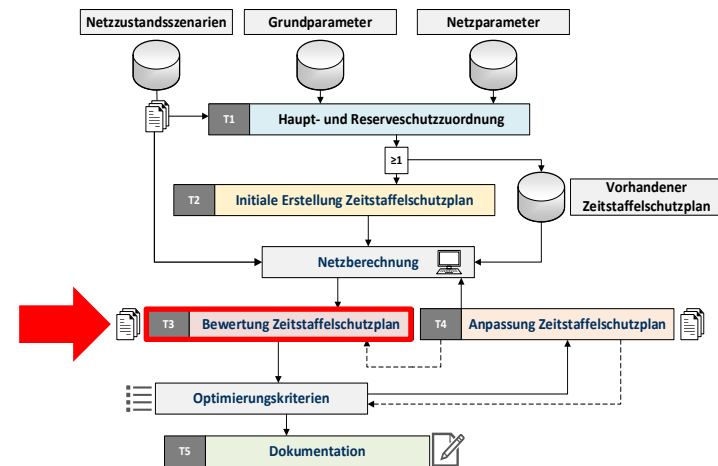 Netzzustandsszenarien
Grundparameter
Netzparameter
T1
Haupt- und Reserveschutzzuordnung
≥1
T2
Initiale Erstellung Zeitstaffelschutzplan
Vorhandener
Zeitstaffelschutzplan
Netzberechnung
T3
Bewertung Zeitstaffelschutzplan
T4
Anpassung Zeitstaffelschutzplan
Optimierungskriterien
T5
Dokumentation